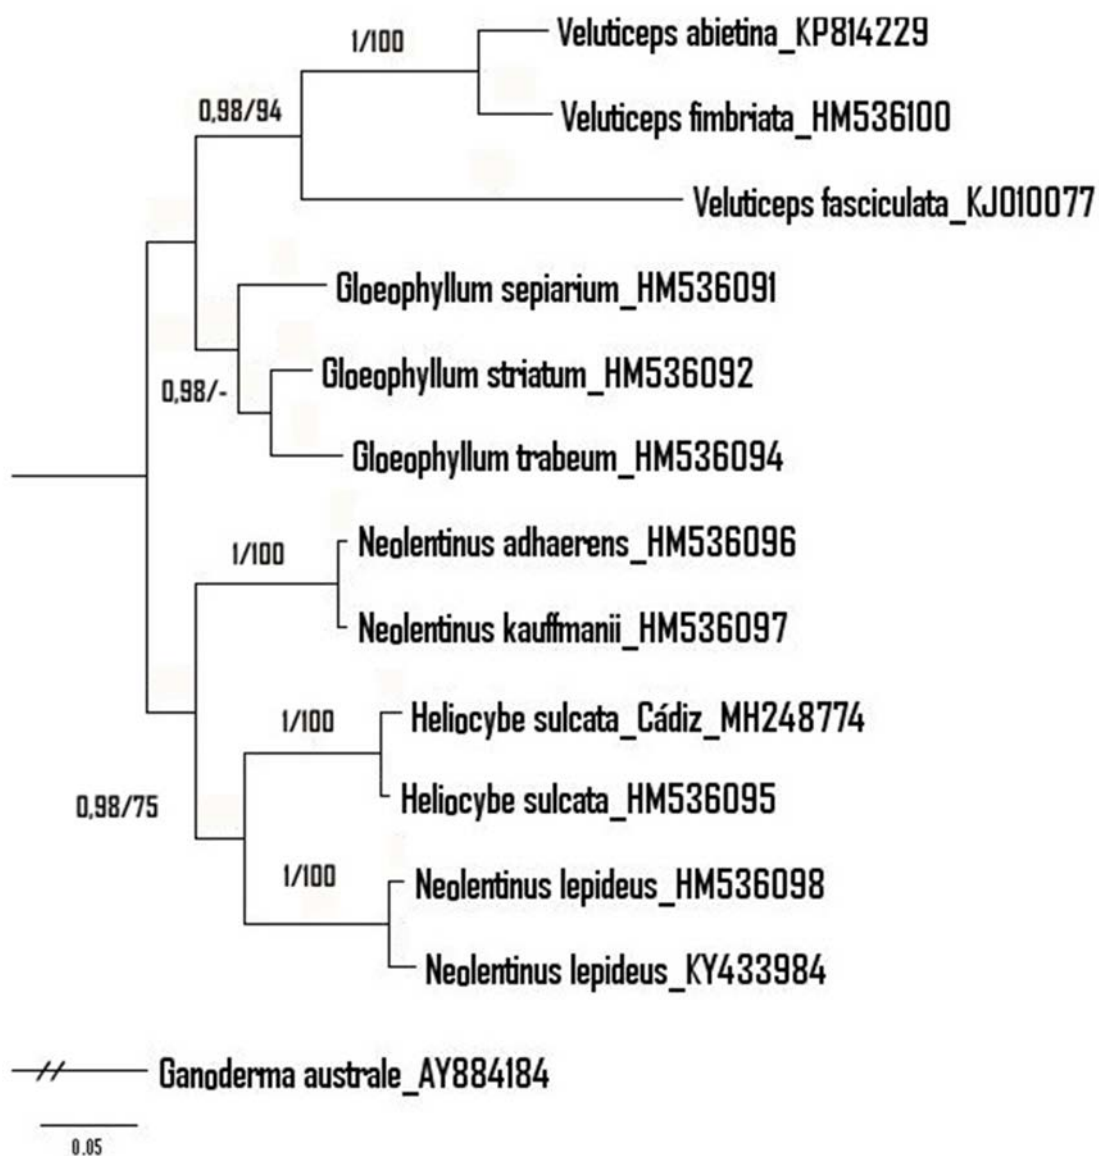 Veluticeps abietina_KP814229
1/100
0,98/94
Veluticeps fimbriata_HM536100
Veluticeps fasciculata_KJ010077
Gloeophyllum sepiarium_HM536091
Gloeophyllum striatum_HM536092
0,98/-
Gloeophyllum trabeum_HM536094
Neolentinus adhaerens_HM536096
1/100
Neolentinus kauffmanii_HM536097
Heliocybe sulcata_Cádiz_MH248774
1/100
Heliocybe sulcata_HM536095
0,98/75
1/100
Neolentinus lepideus_HM536098
Neolentinus lepideus_KY433984
Ganoderma australe_AY884184
0.05